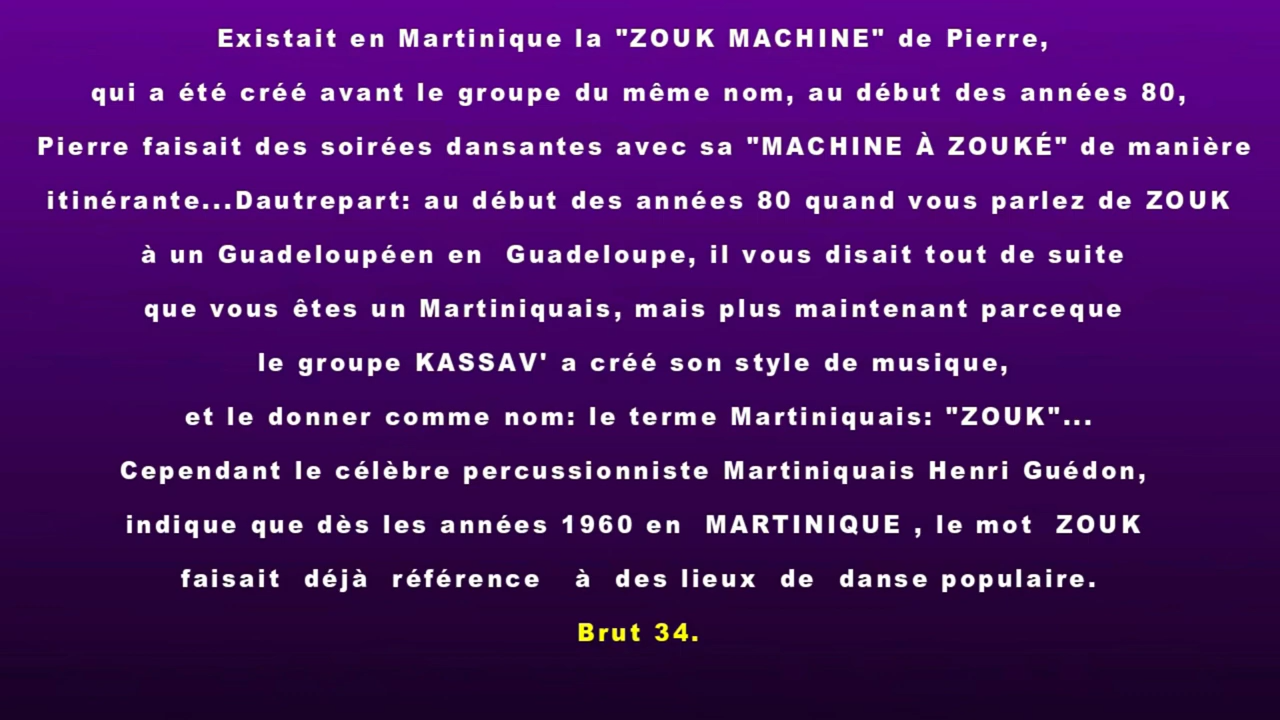 Existait en Martinique la "ZOUK MACHINE" de Pierre,
qui a été créé avant le groupe du même nom, au début des années 80,
Pierre faisait des soirées dansantes avec sa "MACHINE À ZOUKÉ" de manière
itinérante...Dautrepart: au début des années 80 quand vous parlez de ZOUK
à un Guadeloupéen en Guadeloupe, il vous disait tout de suite
que vous êtes un Martiniquais, mais plus maintenant parceque
le groupe KASSAV' a créé son style de musique,
et le donner comme nom: le terme Martiniquais: "ZOUK"...
Cependant le célèbre percussionniste Martiniquais Henri Guédon,
indique que dès les années 1960 en MARTINIQUE , le mot ZOUK
faisait déjà référence à des lieux de danse populaire.
Brut 34.